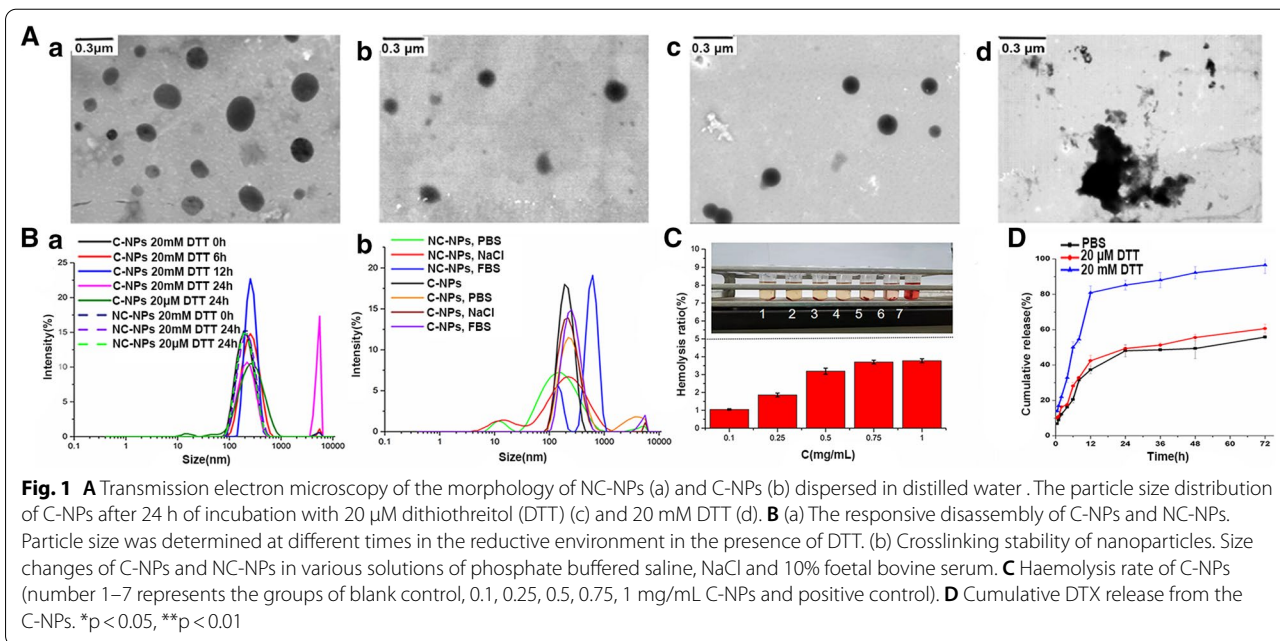 A
a
0.3μm
b
0.3 μm
c
0.3 μm
d
0.3 μm
B a
C-NPs 20mM DTT 0h
C-NPs 20mM DTT 6h
C-NPs 20mM DTT 12h
C-NPs 20mM DTT 24h
C-NPs 20μM DTT 24h
NC-NPs 20mM DTT 0h
NC-NPs 20mM DTT 24h
NC-NPs 20μM DTT 24h
Intensity(%)
25
20
15
10
5
0
0.1 1 10 100 1000 10000
Size(nm)
b
NC-NPs, PBS
NC-NPs, NaCl
NC-NPs, FBS
C-NPs
C-NPs, PBS
C-NPs, NaCl
C-NPs, FBS
Intensity(%)
20
15
10
5
0
0.1 1 10 100 1000 10000
Size(nm)
C
1 2 3 4 5 6 7
Hemolysis ratio(%)
10
9
8
7
6
5
4
3
2
1
0
0.1 0.25 0.5 0.75 1
C(mg/mL)
D
PBS
20 μM DTT
20 mM DTT
Cumulative release(%)
100
80
60
40
20
0
0 12 24 36 48 60 72
Time(h)
Fig. 1 A Transmission electron microscopy of the morphology of NC-NPs (a) and C-NPs (b) dispersed in distilled water . The particle size distribution
of C-NPs after 24 h of incubation with 20 μM dithiothreitol (DTT) (c) and 20 mM DTT (d). B (a) The responsive disassembly of C-NPs and NC-NPs.
Particle size was determined at different times in the reductive environment in the presence of DTT. (b) Crosslinking stability of nanoparticles. Size
changes of C-NPs and NC-NPs in various solutions of phosphate buffered saline, NaCl and 10% foetal bovine serum. C Haemolysis rate of C-NPs
(number 1–7 represents the groups of blank control, 0.1, 0.25, 0.5, 0.75, 1 mg/mL C-NPs and positive control). D Cumulative DTX release from the
C-NPs. *p < 0.05, **p < 0.01